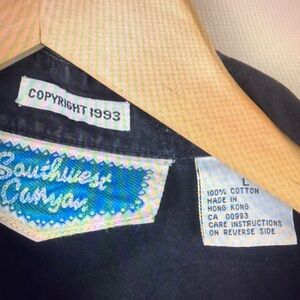 COPYRIGHT 1993
Southwest
Canyon
L
100% COTTON
MADE IN
HONG KONG
CA 00993
CARE INSTRUCTIONS
ON REVERSE SIDE